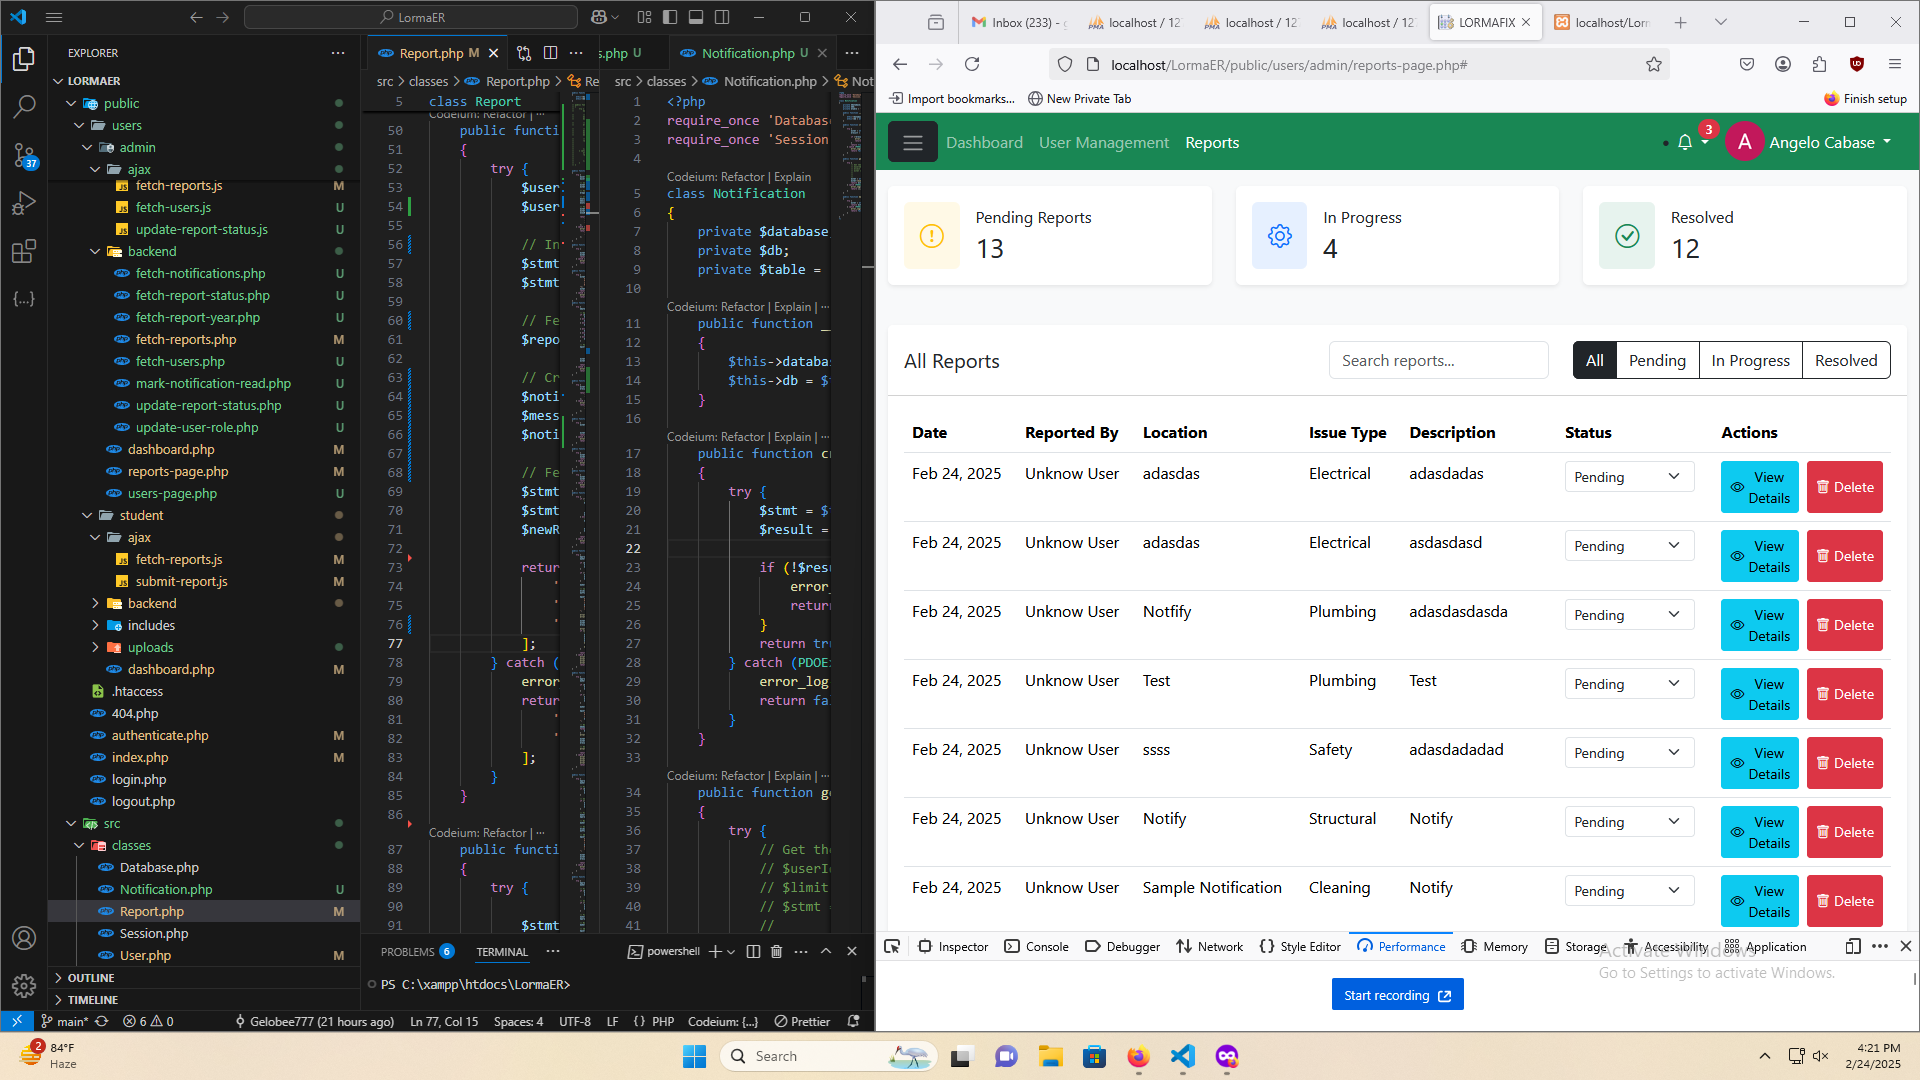 LormaER
EXPLORER
LORMAER
public
users
admin
ajax
fetch-reports.js M
fetch-users.js U
update-report-status.js U
backend
fetch-notifications.php U
fetch-report-status.php U
fetch-report-year.php U
fetch-reports.php M
fetch-users.php U
mark-notification-read.php U
update-report-status.php U
update-user-role.php U
dashboard.php M
reports-page.php M
users-page.php U
student
ajax
fetch-reports.js M
submit-report.js M
backend
includes
uploads
dashboard.php M
.htaccess
404.php
authenticate.php M
index.php M
login.php
logout.php
src
classes
Database.php
Notification.php U
Report.php M
Session.php
User.php M
OUTLINE
TIMELINE
37
Report.php M
src > classes > Report.php > Re
5 class Report
Codeium: Refactor | ···
50 public functi
51 {
52 try {
53 $user
54 $user
55
56 // In
57 $stmt
58 $stmt
59
60 // Fe
61 $repo
62
63 // Cr
64 $noti
65 $mess
66 $noti
67
68 // Fe
69 $stmt
70 $stmt
71 $newR
72
73 retur
74 '
75 '
76 '
77 ];
78 } catch (
79 error
80 retur
81 '
82 '
83 ];
84 }
85 }
86
Codeium: Refactor | ···
87 public functi
88 {
89 try {
90
91 $stmt
s.php U
Notification.php U
src > classes > Notification.php > Not
1 <?php
2 require_once 'Databas
3 require_once 'Session
4
Codeium: Refactor | Explain
5 class Notification
6 {
7 private $database
8 private $db;
9 private $table =
10
Codeium: Refactor | Explain | ···
11 public function _
12 {
13 $this->databa
14 $this->db = $
15 }
16
Codeium: Refactor | Explain | ···
17 public function cr
18 {
19 try {
20 $stmt = $
21 $result =
22
23 if (!$resu
24 error_
25 return
26 }
27 return tru
28 } catch (PDOEx
29 error_log
30 return fal
31 }
32 }
33
Codeium: Refactor | Explain | ···
34 public function ge
35 {
36 try {
37 // Get the
38 // $userId
39 // $limit
40 // $stmt =
41 //
PROBLEMS 6 TERMINAL ··· powershell
PS C:\xampp\htdocs\LormaER>
main* 6 0 Gelobee777 (21 hours ago) Ln 77, Col 15 Spaces: 4 UTF-8 LF {} PHP Codeium: {...} Prettier
Inbox (233) - g localhost / 12 localhost / 12 localhost / 12 LORMAFIX localhost/Lorm
localhost/LormaER/public/users/admin/reports-page.php#
Import bookmarks... New Private Tab Finish setup
Dashboard User Management Reports 3 A Angelo Cabase
Pending Reports
13
In Progress
4
Resolved
12
All Reports Search reports... All Pending In Progress Resolved
Date Reported By Location Issue Type Description Status Actions
Feb 24, 2025 Unknow User adasdas Electrical adasdadas Pending View Details Delete
Feb 24, 2025 Unknow User adasdas Electrical asdasdasd Pending View Details Delete
Feb 24, 2025 Unknow User Notfify Plumbing adasdasdasda Pending View Details Delete
Feb 24, 2025 Unknow User Test Plumbing Test Pending View Details Delete
Feb 24, 2025 Unknow User ssss Safety adasdadadad Pending View Details Delete
Feb 24, 2025 Unknow User Notify Structural Notify Pending View Details Delete
Feb 24, 2025 Unknow User Sample Notification Cleaning Notify Pending View Details Delete
Inspector Console Debugger Network Style Editor Performance Memory Storage Accessibility Application
Activate Windows
Go to Settings to activate Windows.
Start recording
2
84°F
Haze
Search
4:21 PM
2/24/2025